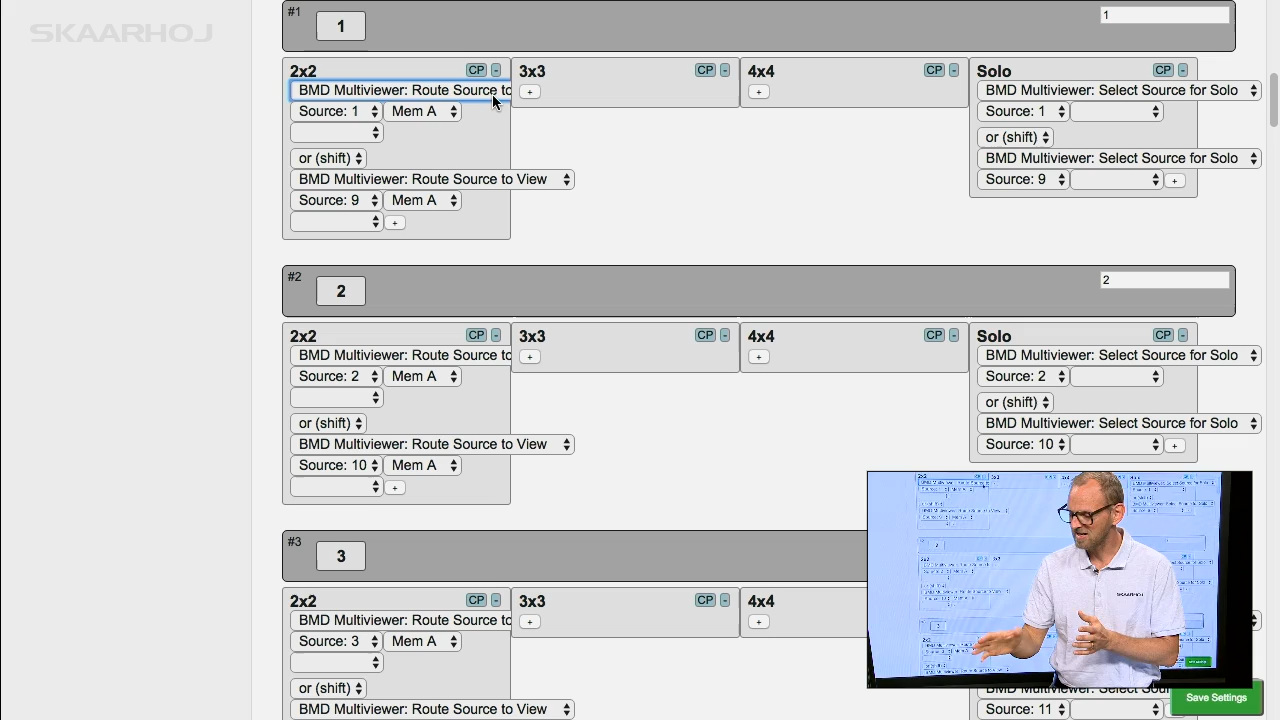 SKAARHOJ
#1
1
1
2x2 CP -
BMD Multiviewer: Route Source to
Source: 1 Mem A
or (shift)
BMD Multiviewer: Route Source to View
Source: 9 Mem A
+
3x3 CP -
+
4x4 CP -
+
Solo CP -
BMD Multiviewer: Select Source for Solo
Source: 1
or (shift)
BMD Multiviewer: Select Source for Solo
Source: 9 +
#2
2
2
2x2 CP -
BMD Multiviewer: Route Source to
Source: 2 Mem A
or (shift)
BMD Multiviewer: Route Source to View
Source: 10 Mem A
+
3x3 CP -
+
4x4 CP -
+
Solo CP -
BMD Multiviewer: Select Source for Solo
Source: 2
or (shift)
BMD Multiviewer: Select Source for Solo
Source: 10 +
#3
3
2x2 CP -
BMD Multiviewer: Route Source to
Source: 3 Mem A
or (shift)
BMD Multiviewer: Route Source to View
3x3 CP -
+
4x4
+
BMD Multiviewer: Select Sour
Source: 11
SKAARHOJ
Save Settings